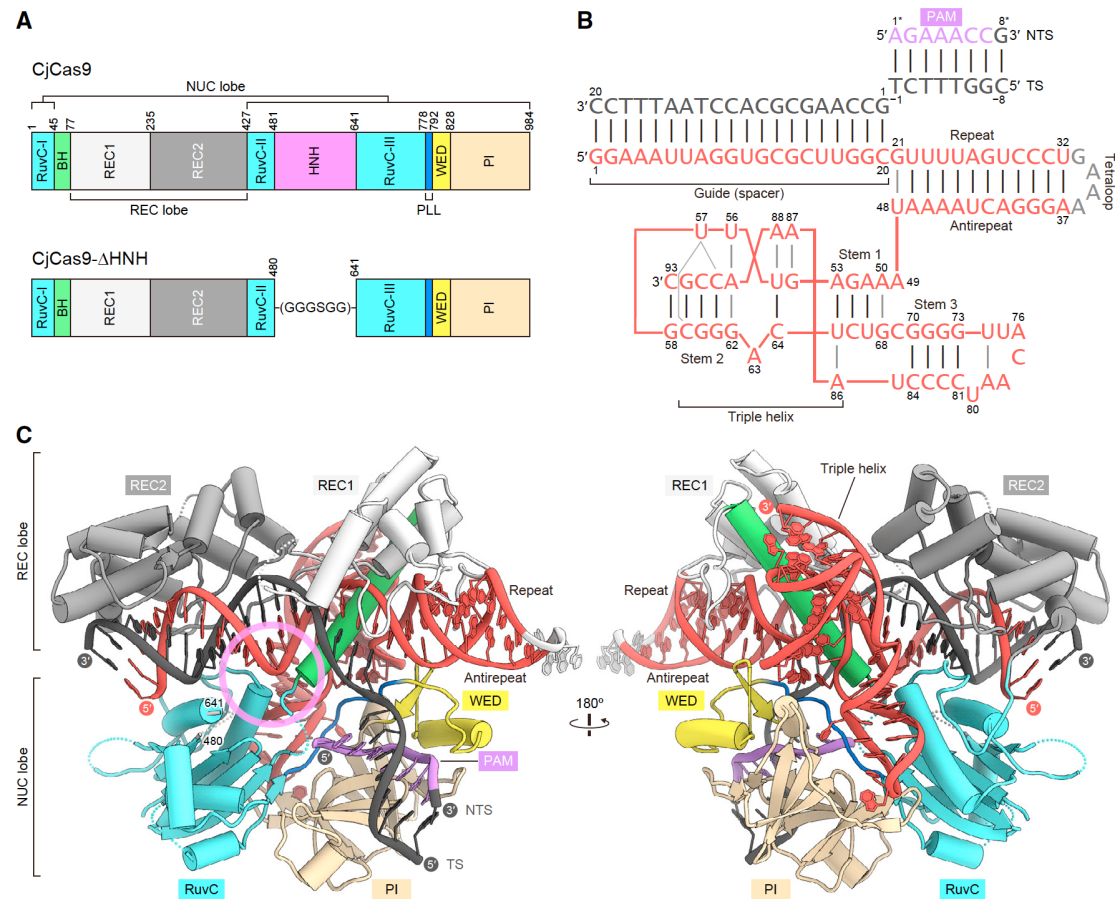 A
CjCas9
NUC lobe
1 45 77 235 427 481 641 778 792 828 984
RuvC-I BH REC1 REC2 RuvC-II HNH RuvC-III WED PI
REC lobe PLL
CjCas9-ΔHNH
480 641
RuvC-I BH REC1 REC2 RuvC-II -(GGGSGG)- RuvC-III WED PI
B
PAM
1* 8*
5′ AGAAACCG 3′ NTS
TCTTTGGC 5′ TS
−1 −8
20 1
3′ CCTTTAATCCACGCGAACCG
21 Repeat 32
5′ GGAAAUUAGGUGCGCUUGGCGUUUUAGUCCCUGA
1 20
Guide (spacer)
A
A
Tetraloop
48 UAAAAUCAGGGAA 37
Antirepeat
57 56 88 87
U U A A
Stem 1
93 53 50
3′ CGCCA UG AGAAA 49
Stem 3
70 73 76
GCGGG C UCUGCGGGG UUA
58 62 64 68
Stem 2
A
63
C
A UCCCC AA
86 84 81
U
80
Triple helix
C
REC lobe
NUC lobe
REC2 REC1
Repeat
3′
Antirepeat
WED
5′
641
480
5′
PAM
3′ NTS
5′ TS
RuvC PI
180º
Triple helix
REC1 REC2
3′
Repeat
3′
Antirepeat
WED
5′
PI RuvC